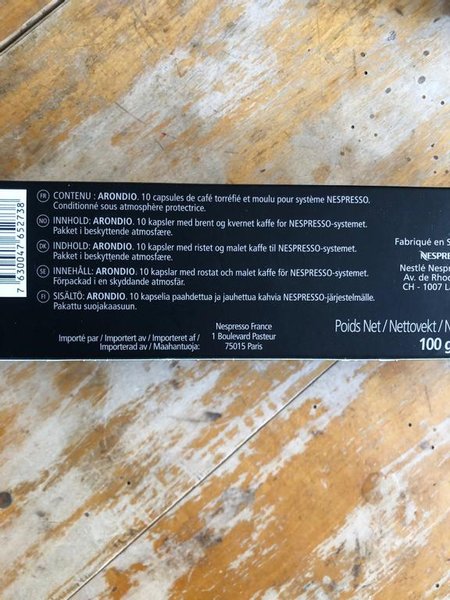 7 630047 652738
FR CONTENU : ARONDIO. 10 capsules de café torréfié et moulu pour système NESPRESSO.
Conditionné sous atmosphère protectrice.
NO INNHOLD: ARONDIO. 10 kapsler med brent og kvernet kaffe for NESPRESSO-systemet.
Pakket i beskyttende atmosfære.
DK INDHOLD: ARONDIO. 10 kapsler med ristet og malet kaffe til NESPRESSO-systemet.
Pakket i beskyttende atmosfære.
SE INNEHÅLL: ARONDIO. 10 kapslar med rostat och malet kaffe för NESPRESSO-systemet.
Förpackad i en skyddande atmosfär.
FI SISÄLTÖ: ARONDIO. 10 kapselia paahdettua ja jauhettua kahvia NESPRESSO-järjestelmälle.
Pakattu suojakaasuun.
Importé par / Importert av / Importeret af /
Importerad av / Maahantuoja:
Nespresso France
1 Boulevard Pasteur
75015 Paris
Fabriqué en S
NESPR
Nestlé Nesp
Av. de Rho
CH - 1007 L
Poids Net / Nettovekt / N
100 g